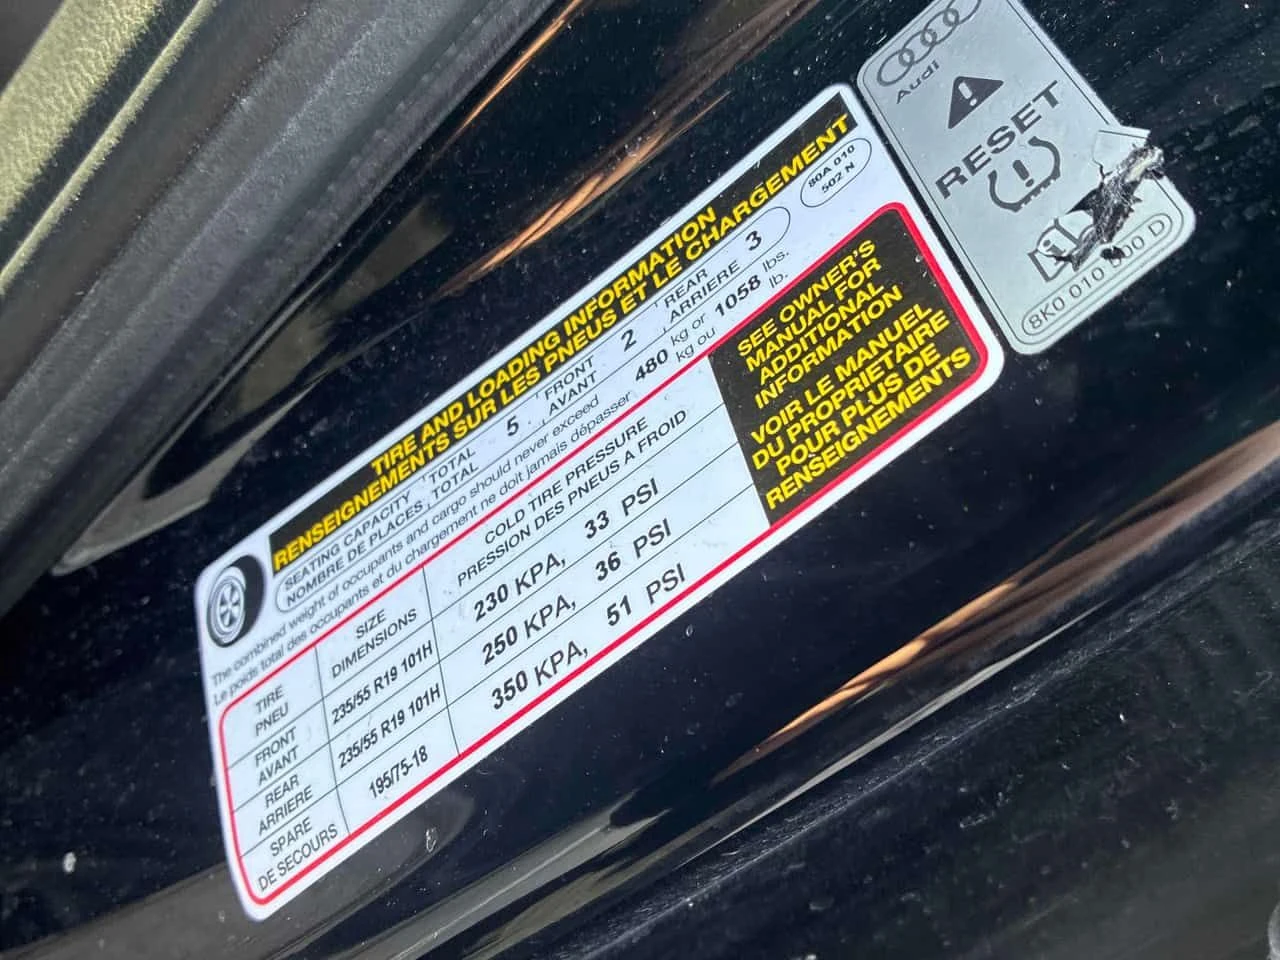 TIRE AND LOADING INFORMATION
RENSEIGNEMENTS SUR LES PNEUS ET LE CHARGEMENT
80A 010
502 N
SEATING CAPACITY TOTAL 5 FRONT 2 REAR 3
NOMBRE DE PLACES TOTAL AVANT ARRIERE
The combined weight of occupants and cargo should never exceed 480 kg or 1058 lbs.
Le poids total des occupants et du chargement ne doit jamais dépasser kg ou lb.
TIRE SIZE COLD TIRE PRESSURE
PNEU DIMENSIONS PRESSION DES PNEUS A FROID
FRONT
AVANT 235/55 R19 101H 230 KPA, 33 PSI
REAR
ARRIERE 235/55 R19 101H 250 KPA, 36 PSI
SPARE
DE SECOURS 195/75-18 350 KPA, 51 PSI
SEE OWNER'S
MANUAL FOR
ADDITIONAL
INFORMATION
VOIR LE MANUEL
DU PROPRIETAIRE
POUR PLUS DE
RENSEIGNEMENTS
Audi
RESET
8K0 010 D